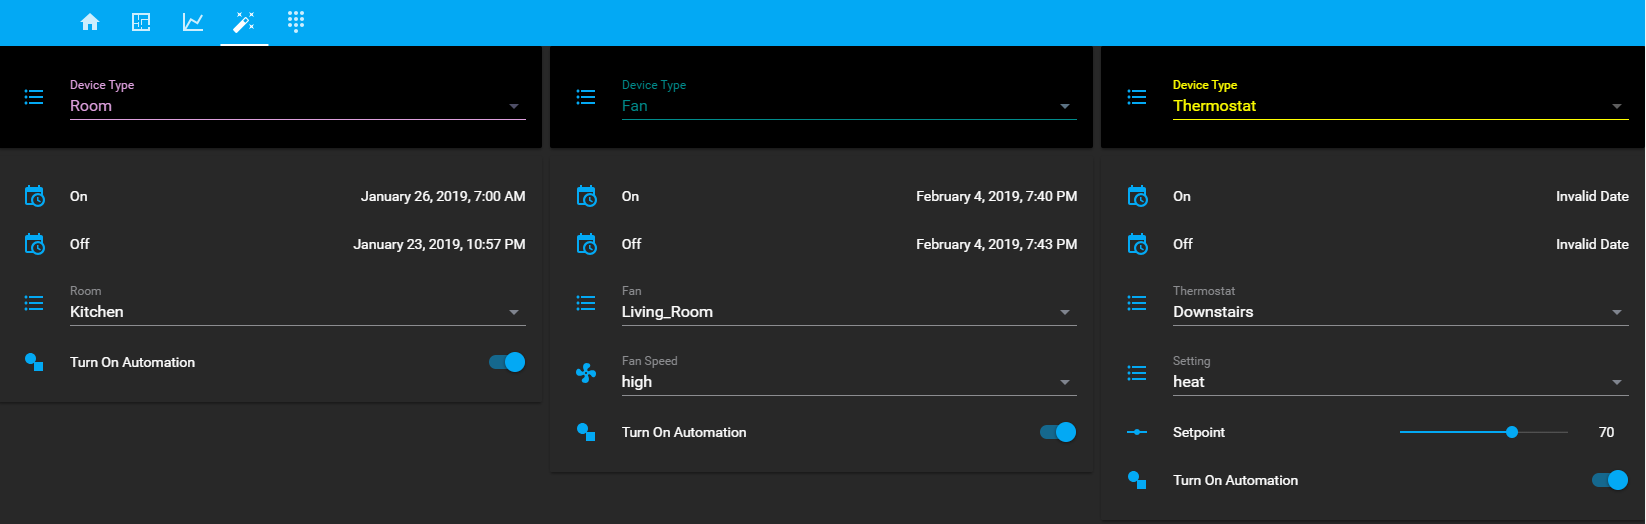 Device Type
Room
On January 26, 2019, 7:00 AM
Off January 23, 2019, 10:57 PM
Room
Kitchen
Turn On Automation
Device Type
Fan
On February 4, 2019, 7:40 PM
Off February 4, 2019, 7:43 PM
Fan
Living_Room
Fan Speed
high
Turn On Automation
Device Type
Thermostat
On Invalid Date
Off Invalid Date
Thermostat
Downstairs
Setting
heat
Setpoint 70
Turn On Automation